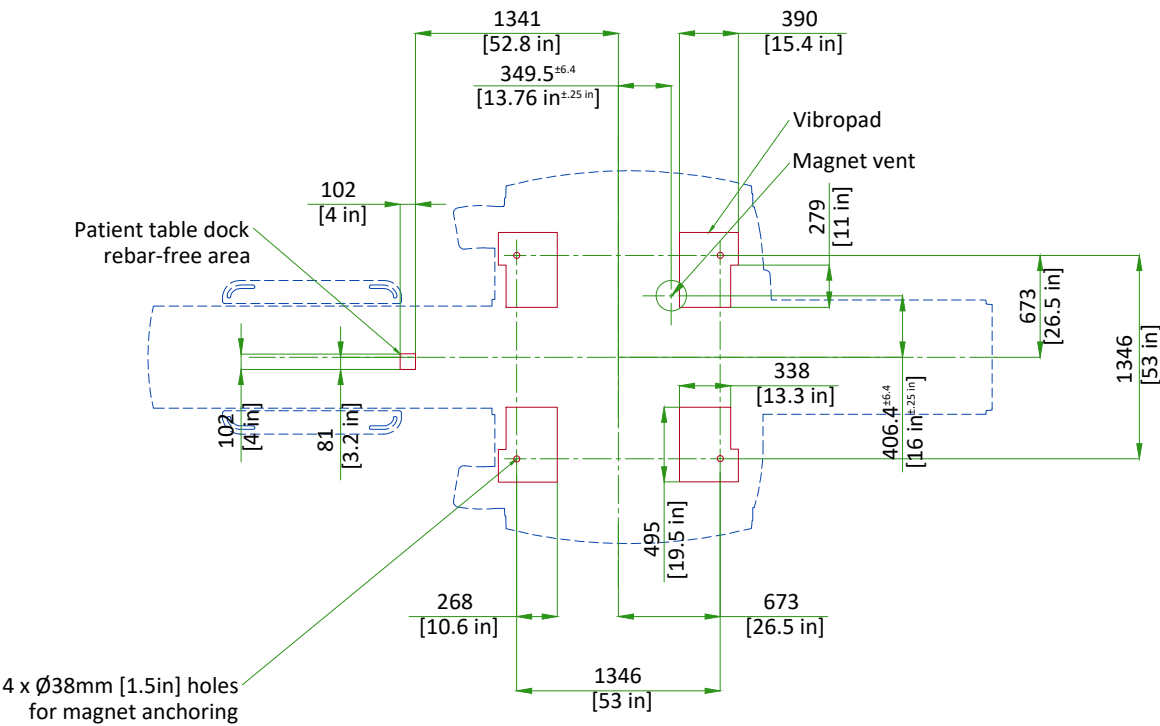 1341
[52.8 in]
390
[15.4 in]
349.5±6.4
[13.76 in±.25 in]
Vibropad
Magnet vent
102
[4 in]
279
[11 in]
Patient table dock
rebar-free area
673
[26.5 in]
1346
[53 in]
338
[13.3 in]
406.4±6.4
[16 in±.25 in]
102
[4 in]
81
[3.2 in]
495
[19.5 in]
268
[10.6 in]
673
[26.5 in]
4 x Ø38mm [1.5in] holes
for magnet anchoring
1346
[53 in]